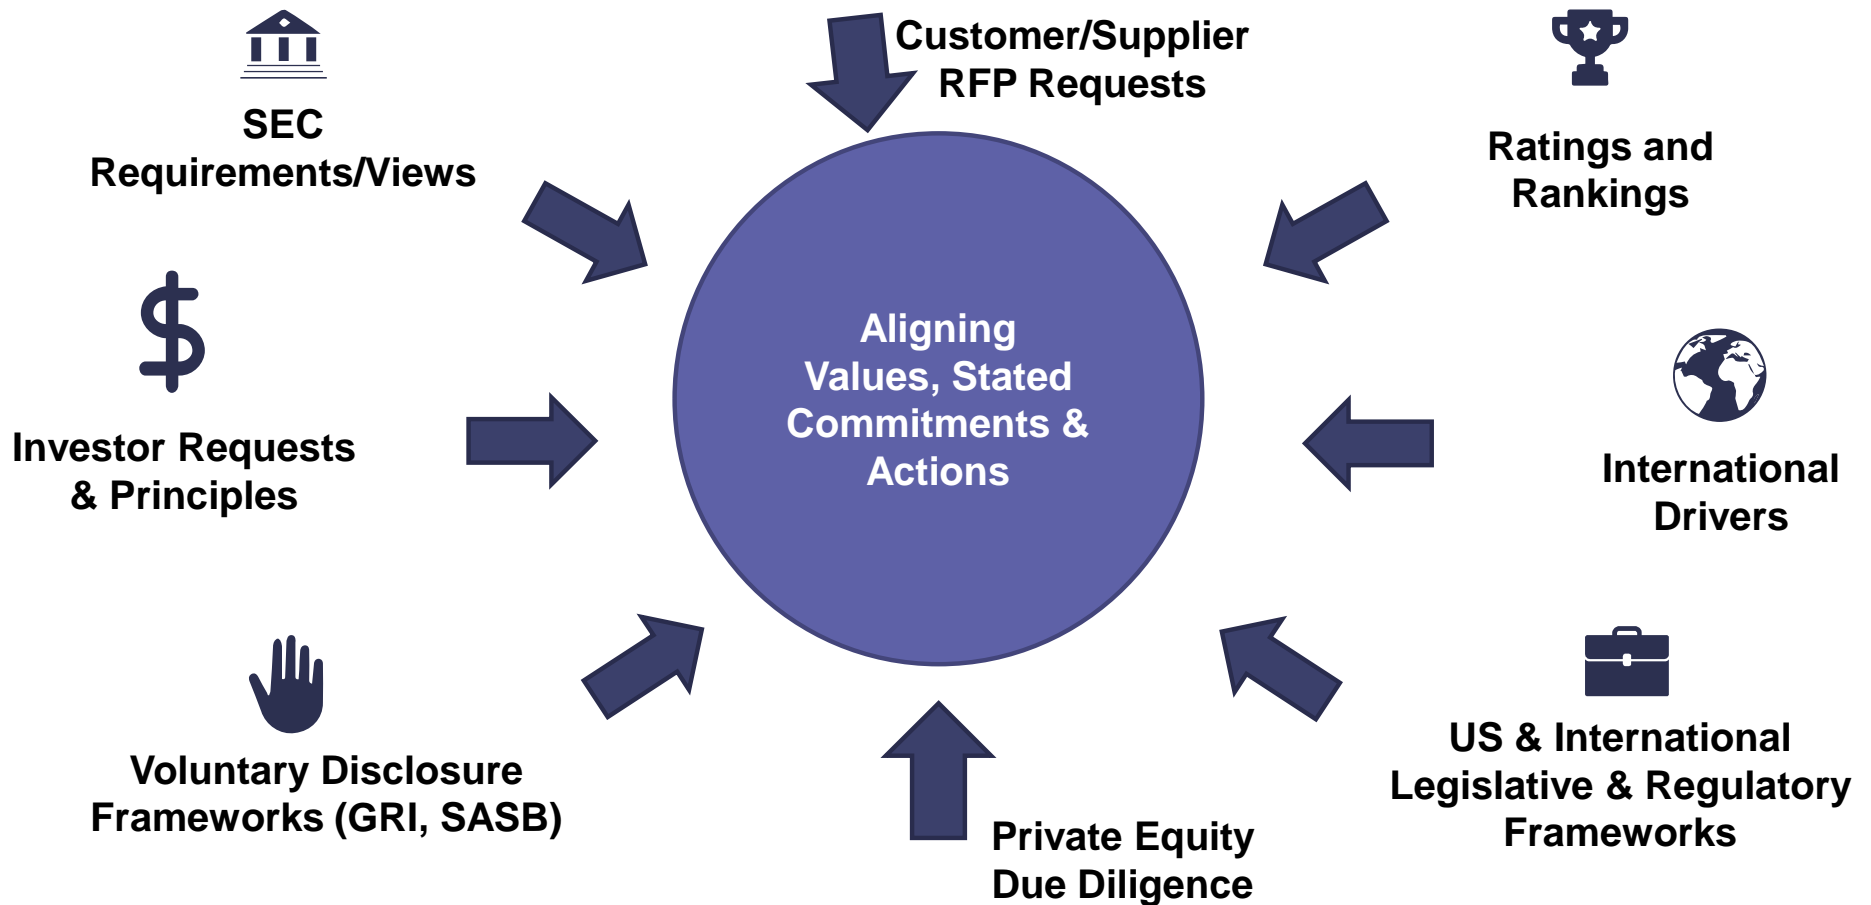 Customer/Supplier
RFP Requests
SEC
Requirements/Views
Ratings and
Rankings
Aligning
Values, Stated
Commitments &
Actions
Investor Requests
& Principles
International
Drivers
Voluntary Disclosure
Frameworks (GRI, SASB)
US & International
Legislative & Regulatory
Frameworks
Private Equity
Due Diligence